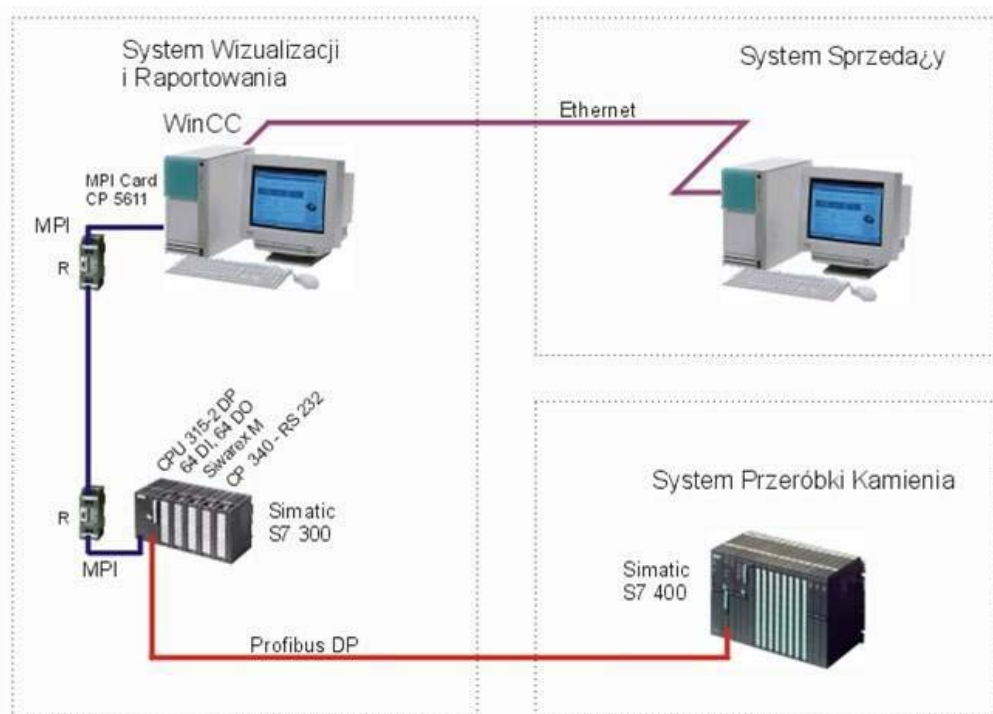 System Wizualizacji
i Raportowania
WinCC
MPI Card
CP 5611
MPI
R
Ethernet
System Sprzeda¿y
CPU 315-2 DP
64 DI, 64 DO
Siwarex M
CP 340 - RS 232
Simatic
S7 300
R
MPI
Profibus DP
System Przeróbki Kamienia
Simatic
S7 400